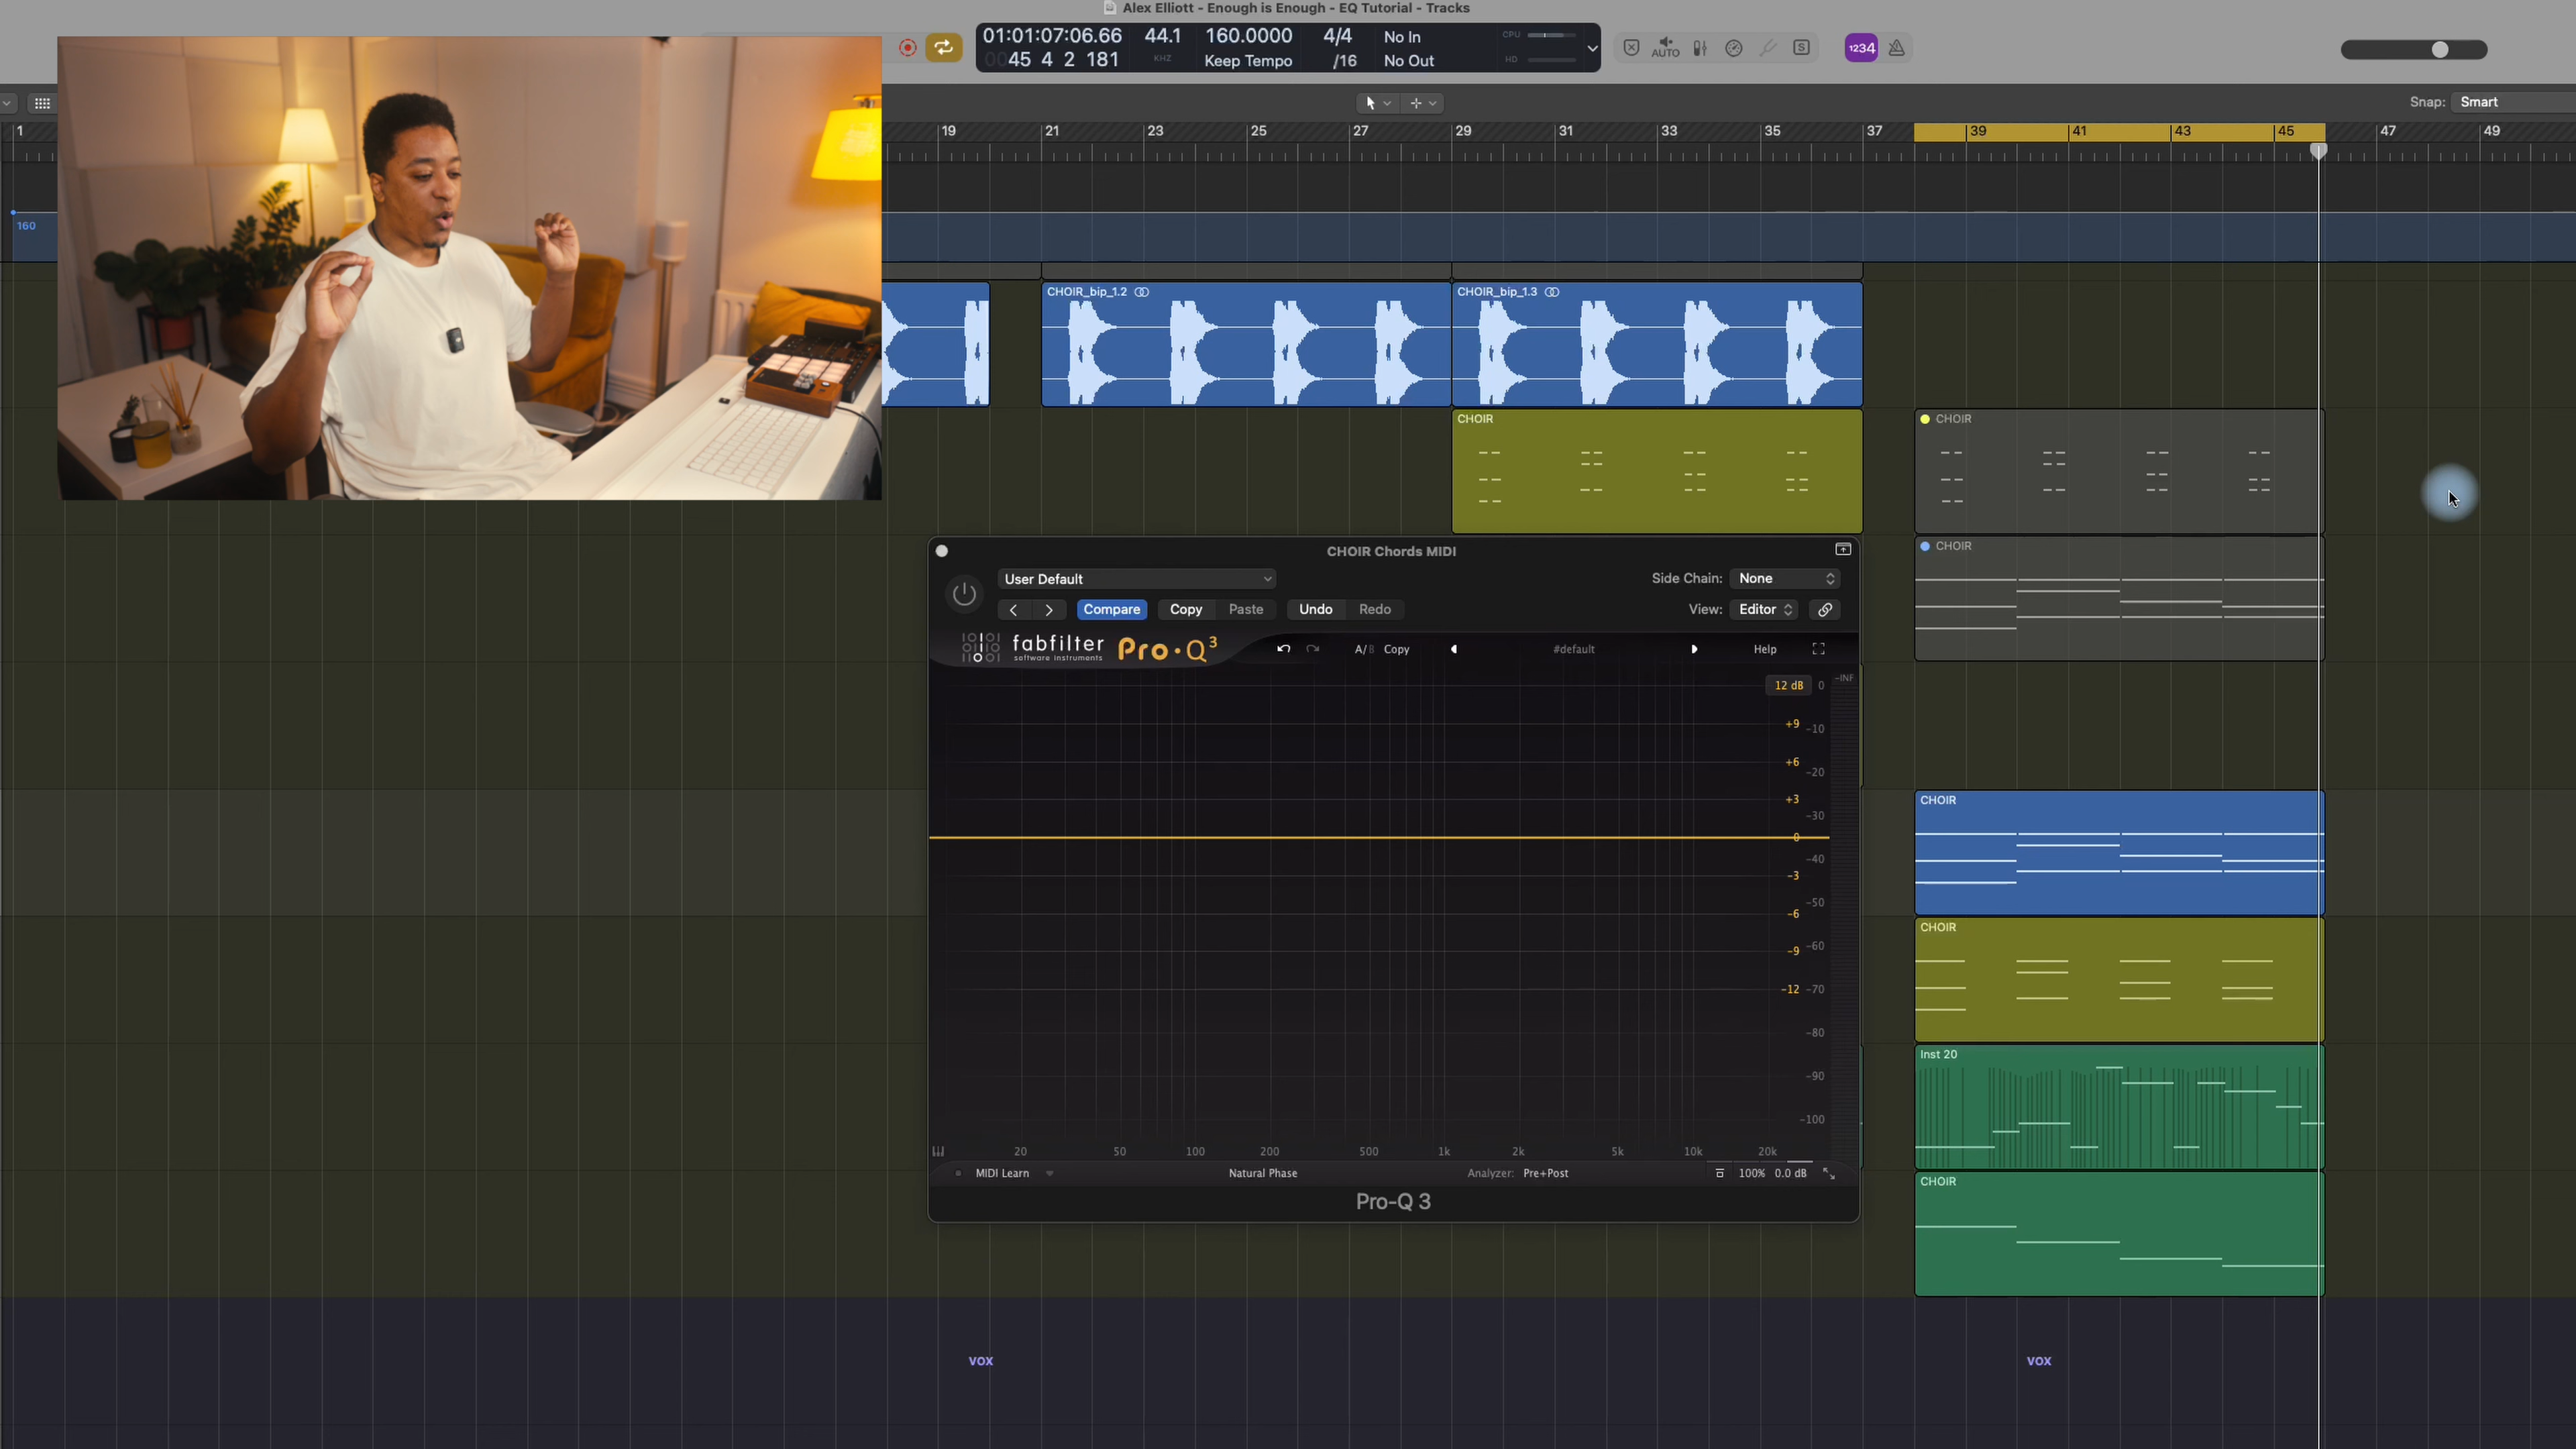 Alex Elliott - Enough is Enough - EQ Tutorial - Tracks
01:01:07:06.66 44.1 160.0000 4/4 No In CPU
0045 4 2 181 KHZ Keep Tempo /16 No Out HD
AUTO S 1234
Snap: Smart
1 19 21 23 25 27 29 31 33 35 37 39 41 43 45 47 49
160
CHOIR_bip_1.2 CHOIR_bip_1.3
CHOIR CHOIR
CHOIR
CHOIR Chords MIDI
User Default Side Chain: None
Compare Copy Paste Undo Redo View: Editor
fabfilter Pro·Q3 A/B Copy #default Help
software instruments
12 dB 0 -INF
+9 -10
+6 -20
+3 -30
0 -40
-3 -50
-6 -60
-9 -70
-12 -80
-90
-100
20 50 100 200 500 1k 2k 5k 10k 20k
MIDI Learn Natural Phase Analyzer: Pre+Post 100% 0.0 dB
Pro-Q 3
CHOIR
CHOIR
Inst 20
CHOIR
vox vox